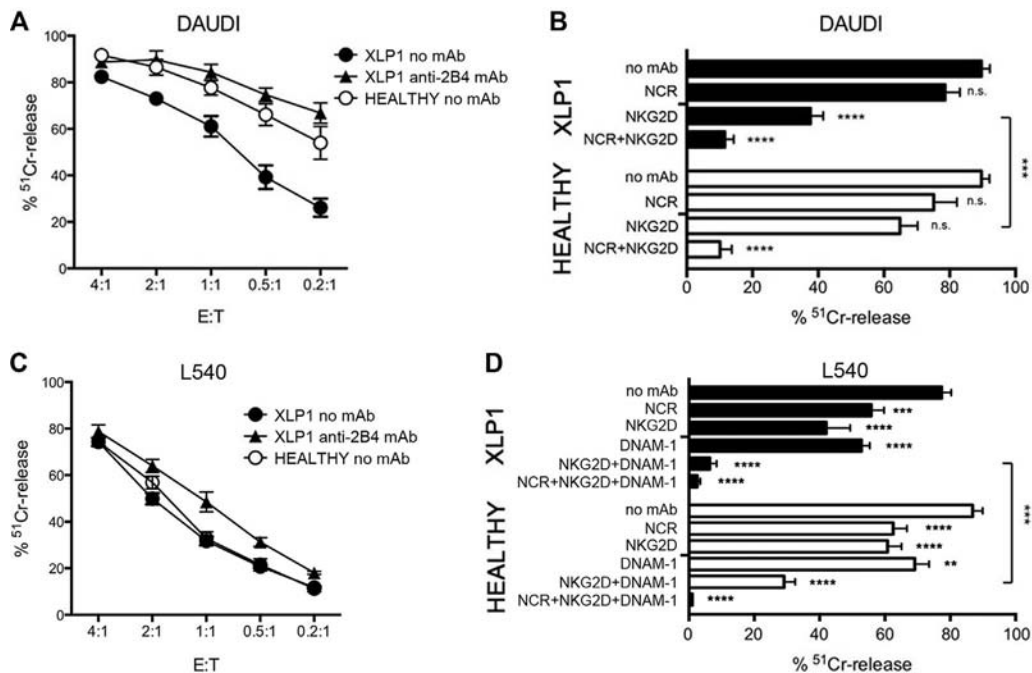 A
DAUDI
% ⁵¹Cr-release
100
80
60
40
20
0
XLP1 no mAb
XLP1 anti-2B4 mAb
HEALTHY no mAb
4:1 2:1 1:1 0.5:1 0.2:1
E:T
B
DAUDI
XLP1
no mAb
NCR n.s.
NKG2D ****
NCR+NKG2D ****
HEALTHY
no mAb
NCR n.s.
NKG2D n.s.
NCR+NKG2D ****
***
0 20 40 60 80 100
% ⁵¹Cr-release
C
L540
% ⁵¹Cr-release
100
80
60
40
20
0
XLP1 no mAb
XLP1 anti-2B4 mAb
HEALTHY no mAb
4:1 2:1 1:1 0.5:1 0.2:1
E:T
D
L540
XLP1
no mAb
NCR ***
NKG2D ****
DNAM-1 ****
NKG2D+DNAM-1 ****
NCR+NKG2D+DNAM-1 ****
HEALTHY
no mAb
NCR ****
NKG2D ****
DNAM-1 **
NKG2D+DNAM-1 ****
NCR+NKG2D+DNAM-1 ****
***
0 20 40 60 80 100
% ⁵¹Cr-release